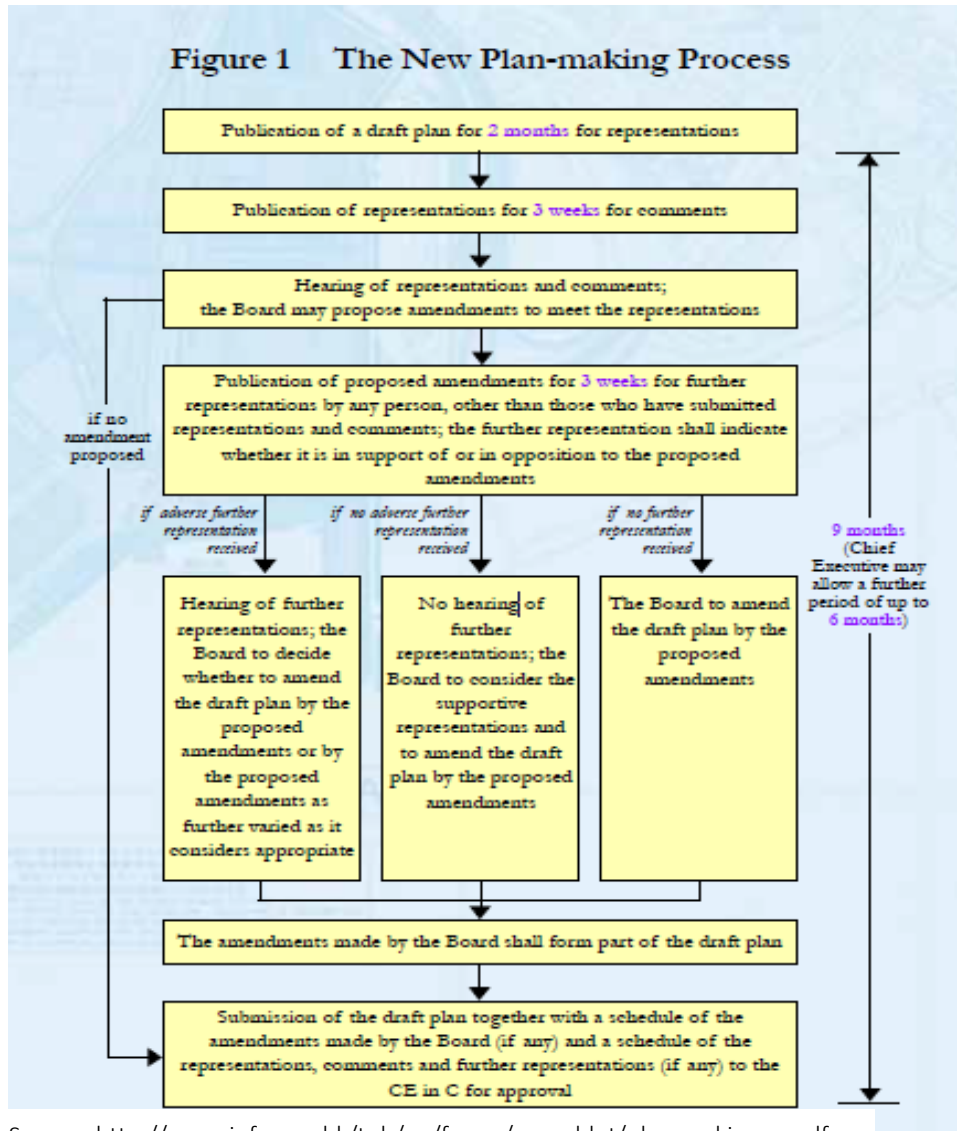 Figure 1 The New Plan-making Process
Publication of a draft plan for 2 months for representations
Publication of representations for 3 weeks for comments
Hearing of representations and comments;
the Board may propose amendments to meet the representations
Publication of proposed amendments for 3 weeks for further
representations by any person, other than those who have submitted
representations and comments; the further representation shall indicate
whether it is in support of or in opposition to the proposed
amendments
if no
amendment
proposed
if adverse further
representation
received
if no adverse further
representation
received
if no further
representation
received
Hearing of further
representations; the
Board to decide
whether to amend
the draft plan by the
proposed
amendments or by
the proposed
amendments as
further varied as it
considers appropriate
No hearing of
further
representations; the
Board to consider the
supportive
representations and
to amend the draft
plan by the proposed
amendments
The Board to amend
the draft plan by the
proposed
amendments
9 months
(Chief
Executive may
allow a further
period of up to
6 months)
The amendments made by the Board shall form part of the draft plan
Submission of the draft plan together with a schedule of the
amendments made by the Board (if any) and a schedule of the
representations, comments and further representations (if any) to the
CE in C for approval